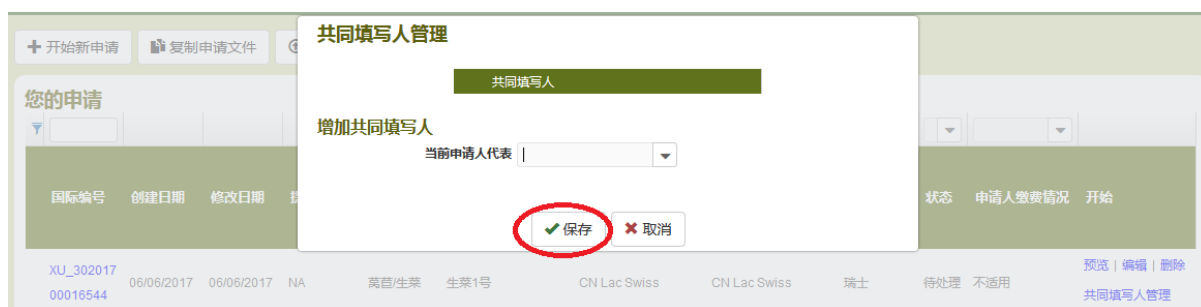 共同填写人管理
开始新申请 复制申请文件
共同填写人
您的申请
增加共同填写人
当前申请人代表
国际编号 创建日期 修改日期 状态 申请人缴费情况 开始
保存 取消
XU_302017
00016544
06/06/2017 06/06/2017 NA 莴苣/生菜 生菜1号 CN Lac Swiss CN Lac Swiss 瑞士 待处理 不适用
预览 | 编辑 | 删除
共同填写人管理